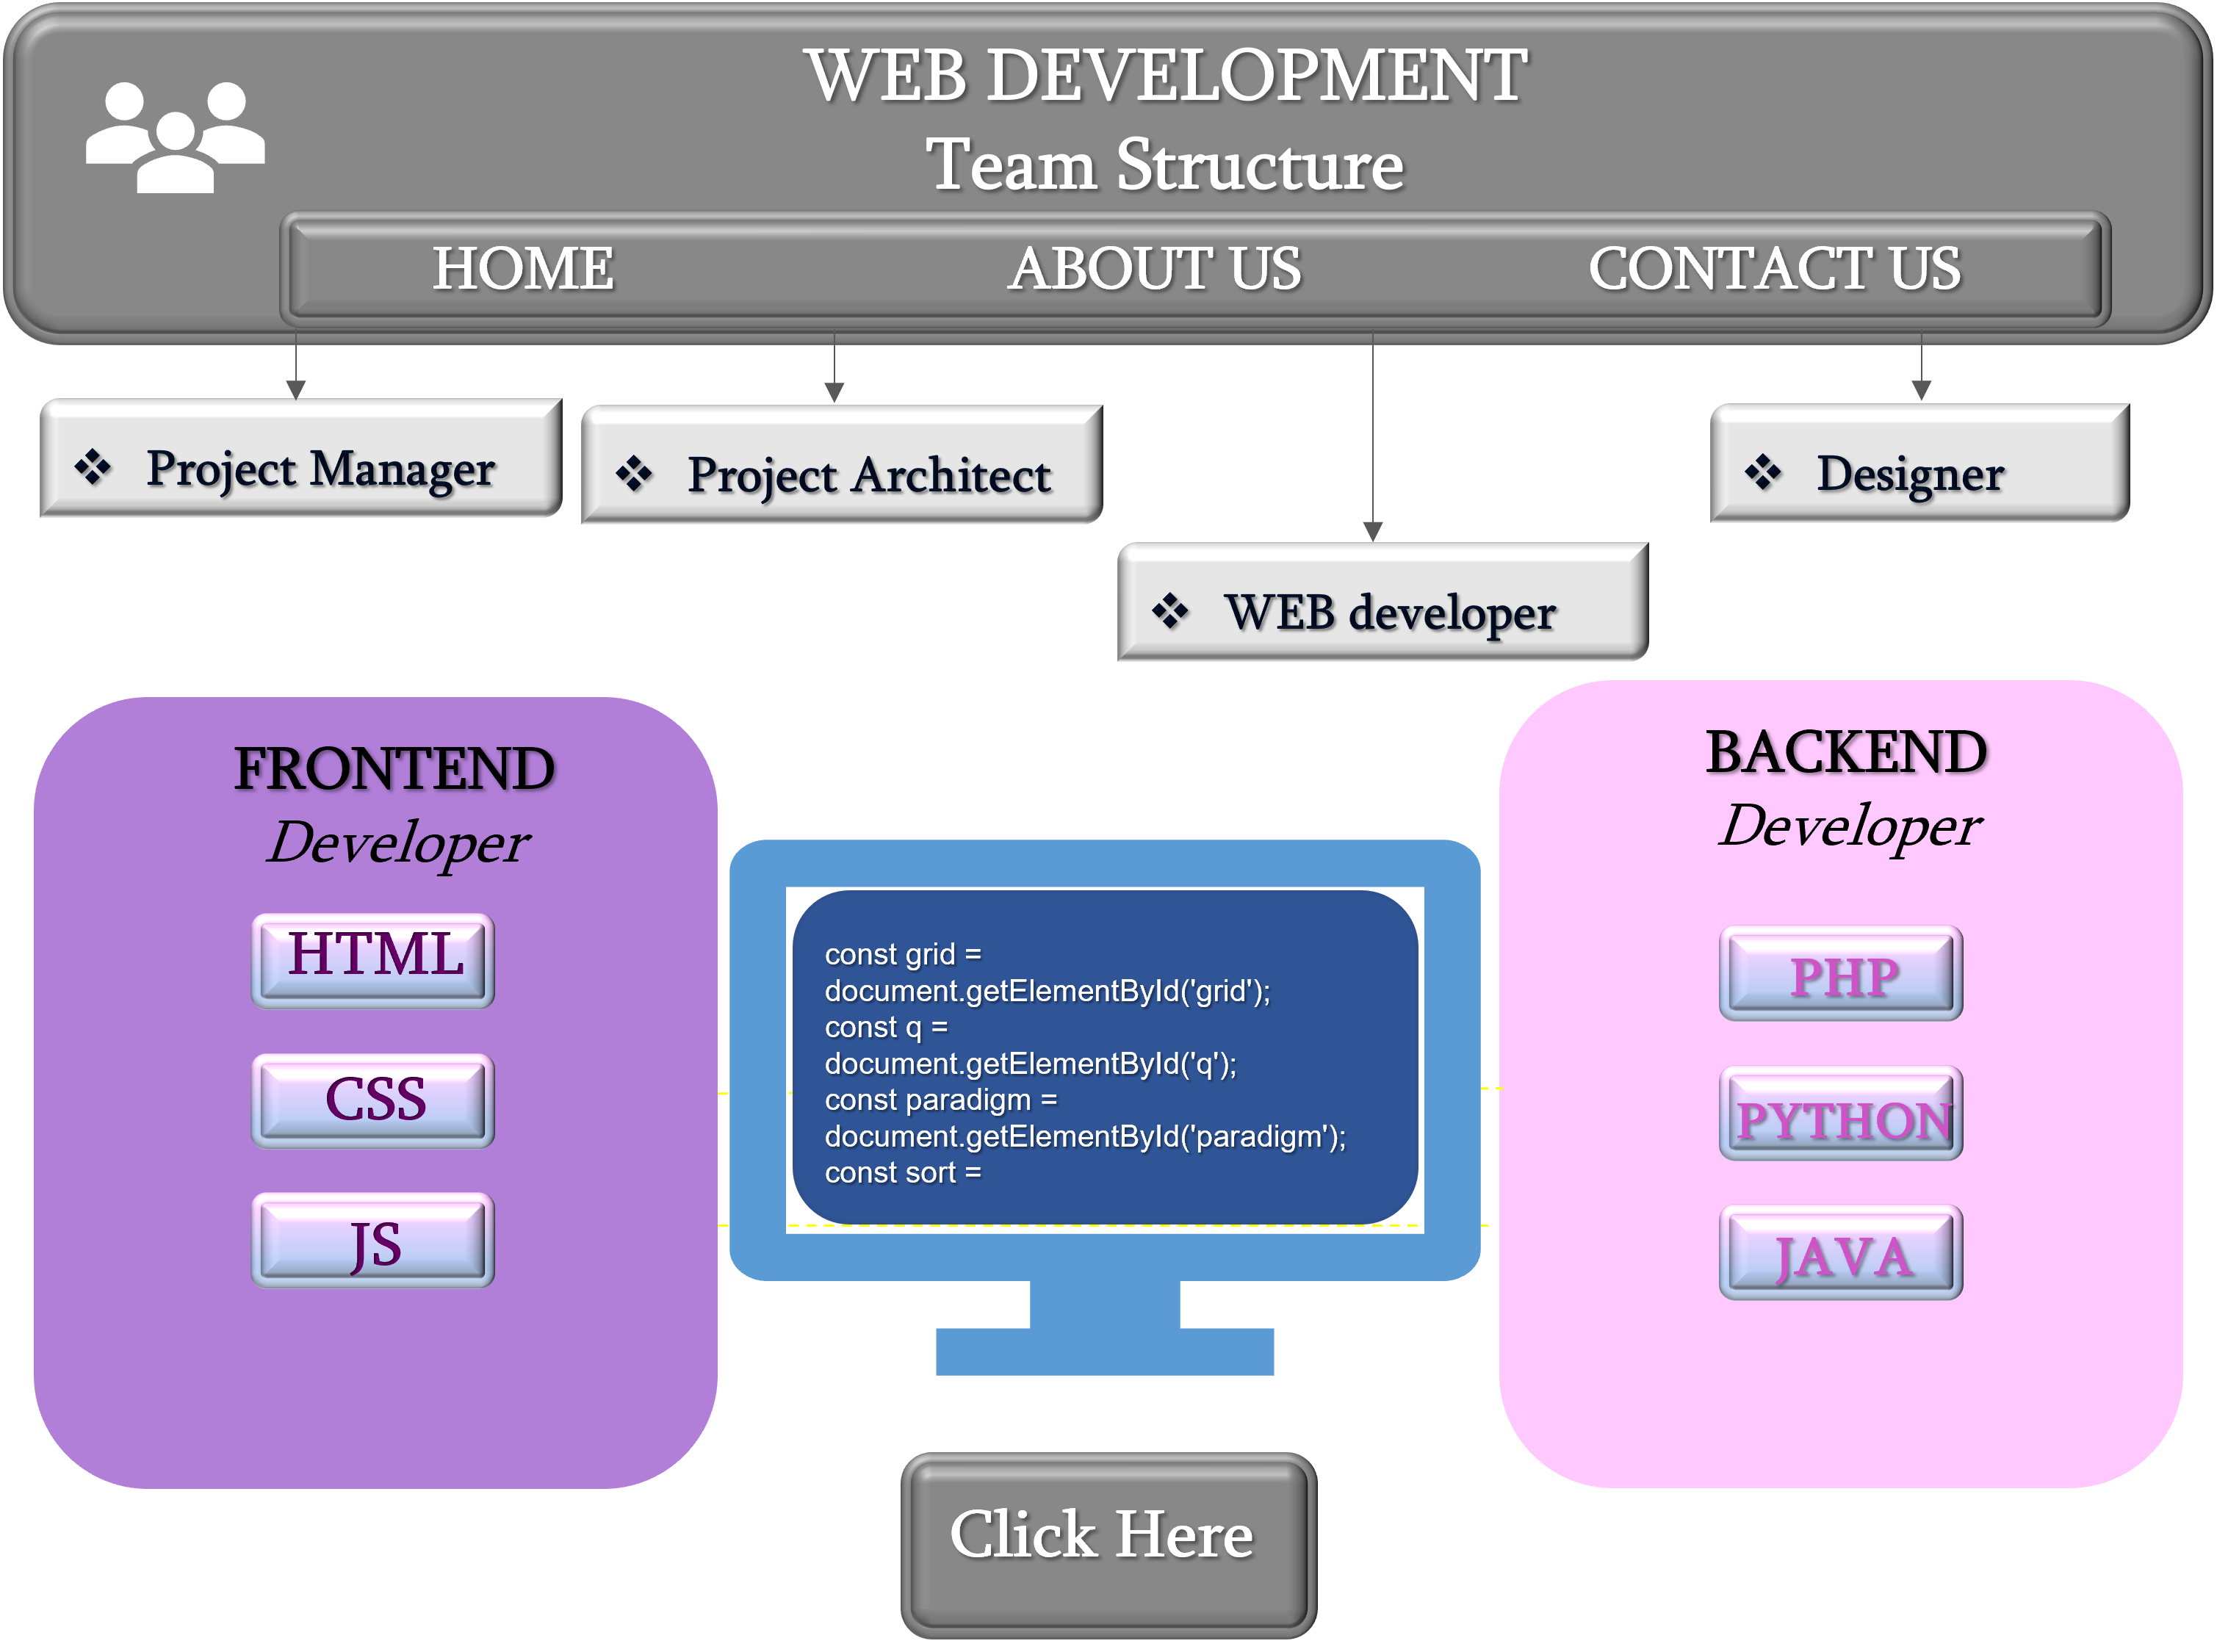 WEB DEVELOPMENT
Team Structure
HOME ABOUT US CONTACT US
Project Manager
Project Architect
Designer
WEB developer
FRONTEND
Developer
HTML
CSS
JS
const grid =
document.getElementById('grid');
const q =
document.getElementById('q');
const paradigm =
document.getElementById('paradigm');
const sort =
BACKEND
Developer
PHP
PYTHON
JAVA
Click Here